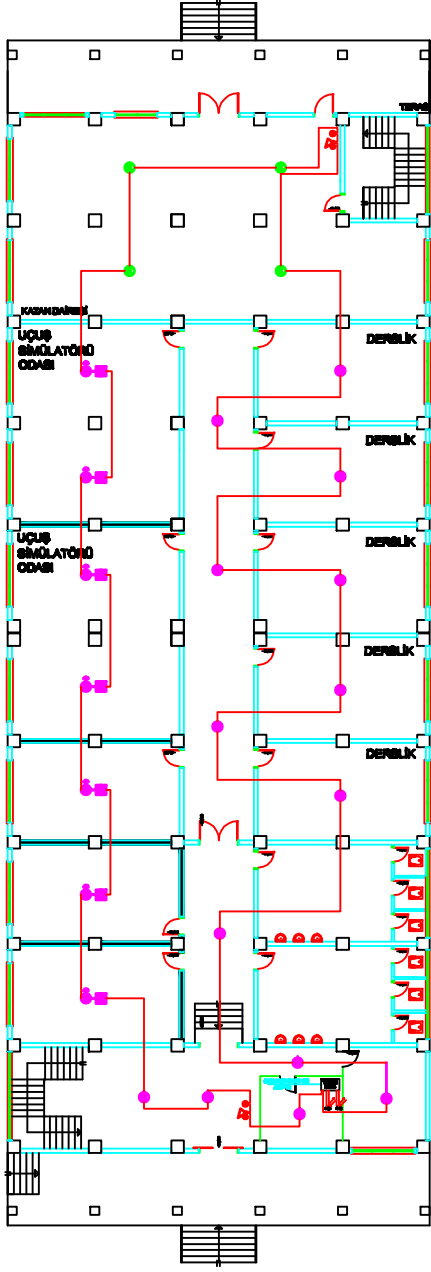 TERAS
KAZAN DAİRESİ
UÇUŞ
SİMÜLATÖRÜ
ODASI
DERSLİK
DERSLİK
UÇUŞ
SİMÜLATÖRÜ
ODASI
DERSLİK
DERSLİK
DERSLİK